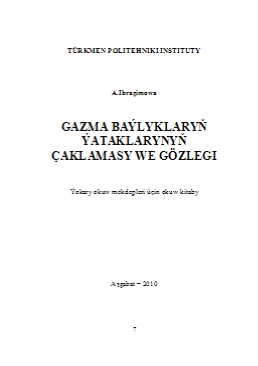 TÜRKMEN POLITEHNIKI INSTITUTY
A.Ibragimowa
GAZMA BAÝLYKLARYŇ
ÝATAKLARYNYŇ
ÇAKLAMASY WE GÖZLEGI
Ýokary okuw mekdepleri üçin okuw kitaby
Aşgabat – 2010
7